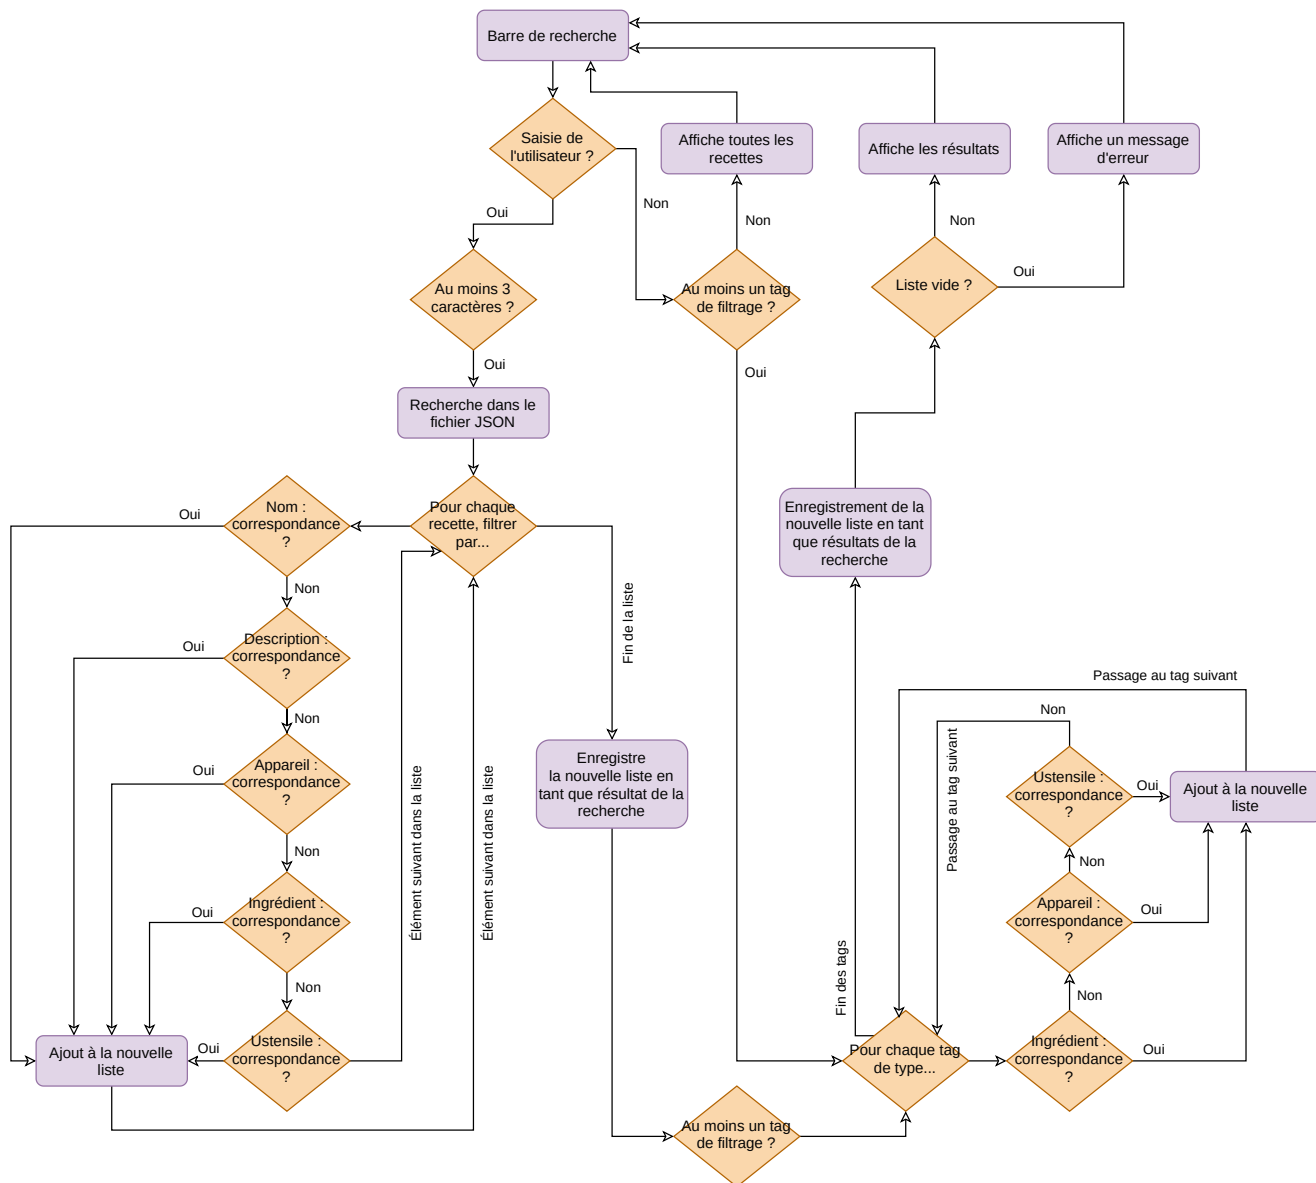 Barre de recherche
Saisie de
l'utilisateur ?
Affiche toutes les
recettes
Affiche les résultats
Affiche un message
d'erreur
Oui
Non
Non
Non
Au moins 3
caractères ?
Au moins un tag
de filtrage ?
Liste vide ?
Oui
Oui
Oui
Recherche dans le
fichier JSON
Nom :
correspondance
?
Oui
Pour chaque
recette, filtrer
par...
Enregistrement de la
nouvelle liste en tant
que résultats de la
recherche
Non
Fin de la liste
Description :
correspondance
?
Oui
Non
Passage au tag suivant
Non
Passage au tag suivant
Appareil :
correspondance
?
Oui
Enregistre
la nouvelle liste en
tant que résultat de la
recherche
Ustensile :
correspondance
?
Oui
Ajout à la nouvelle
liste
Élément suivant dans la liste
Élément suivant dans la liste
Non
Non
Ingrédient :
correspondance
?
Oui
Appareil :
correspondance
?
Oui
Fin des tags
Non
Non
Ajout à la nouvelle
liste
Oui
Ustensile :
correspondance
?
Pour chaque tag
de type...
Ingrédient :
correspondance
?
Oui
Au moins un tag
de filtrage ?